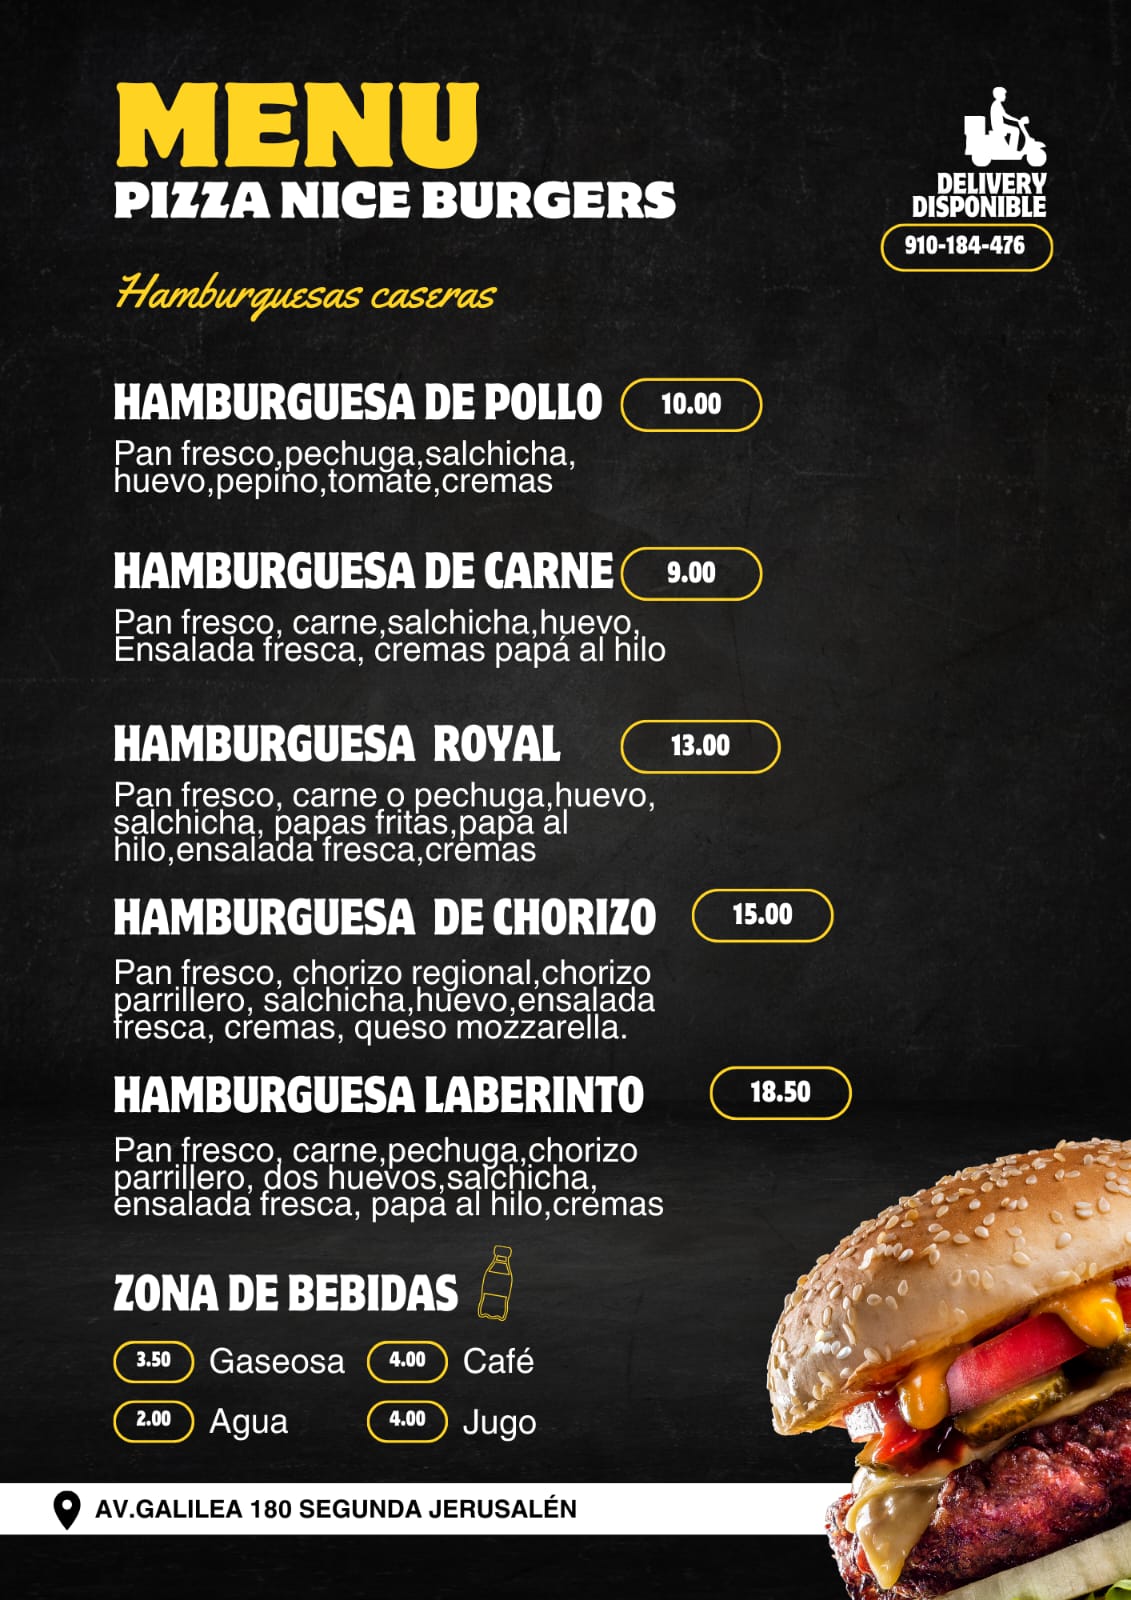 MENU
PIZZA NICE BURGERS
DELIVERY
DISPONIBLE
910-184-476
Hamburguesas caseras
HAMBURGUESA DE POLLO 10.00
Pan fresco,pechuga,salchicha,
huevo,pepino,tomate,cremas
HAMBURGUESA DE CARNE 9.00
Pan fresco, carne,salchicha,huevo,
Ensalada fresca, cremas papá al hilo
HAMBURGUESA ROYAL 13.00
Pan fresco, carne o pechuga,huevo,
salchicha, papas fritas,papa al
hilo,ensalada fresca,cremas
HAMBURGUESA DE CHORIZO 15.00
Pan fresco, chorizo regional,chorizo
parrillero, salchicha,huevo,ensalada
fresca, cremas, queso mozzarella.
HAMBURGUESA LABERINTO 18.50
Pan fresco, carne,pechuga,chorizo
parrillero, dos huevos,salchicha,
ensalada fresca, papa al hilo,cremas
ZONA DE BEBIDAS
3.50 Gaseosa 4.00 Café
2.00 Agua 4.00 Jugo
AV.GALILEA 180 SEGUNDA JERUSALÉN